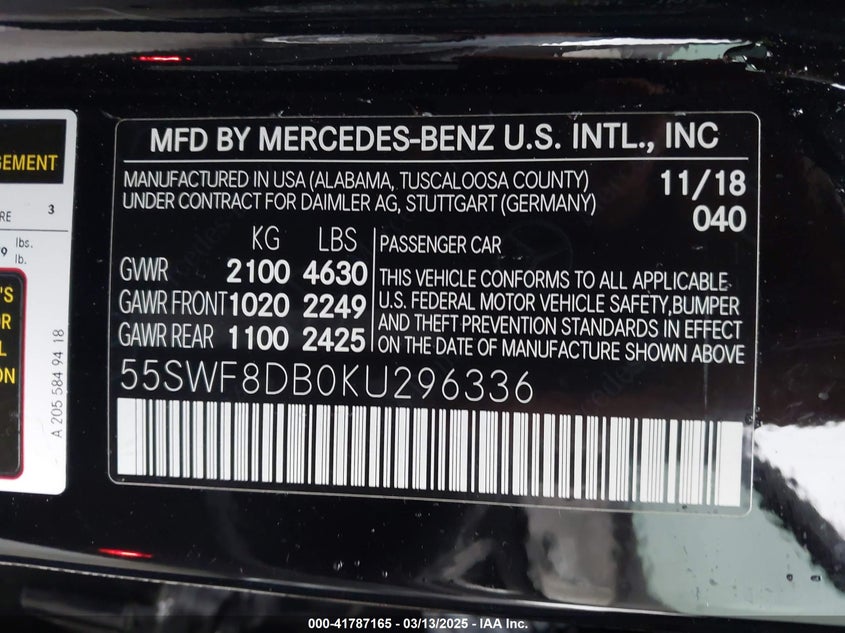 GEMENT
RE 3
lbs.
lb.
'S
OR
L
ON
A 205 584 94 18
MFD BY MERCEDES-BENZ U.S. INTL., INC
MANUFACTURED IN USA (ALABAMA, TUSCALOOSA COUNTY) 11/18
UNDER CONTRACT FOR DAIMLER AG, STUTTGART (GERMANY) 040
KG LBS
GVWR 2100 4630
GAWR FRONT 1020 2249
GAWR REAR 1100 2425
PASSENGER CAR
THIS VEHICLE CONFORMS TO ALL APPLICABLE
U.S. FEDERAL MOTOR VEHICLE SAFETY,BUMPER
AND THEFT PREVENTION STANDARDS IN EFFECT
ON THE DATE OF MANUFACTURE SHOWN ABOVE
55SWF8DB0KU296336
000-41787165 - 03/13/2025 - IAA Inc.